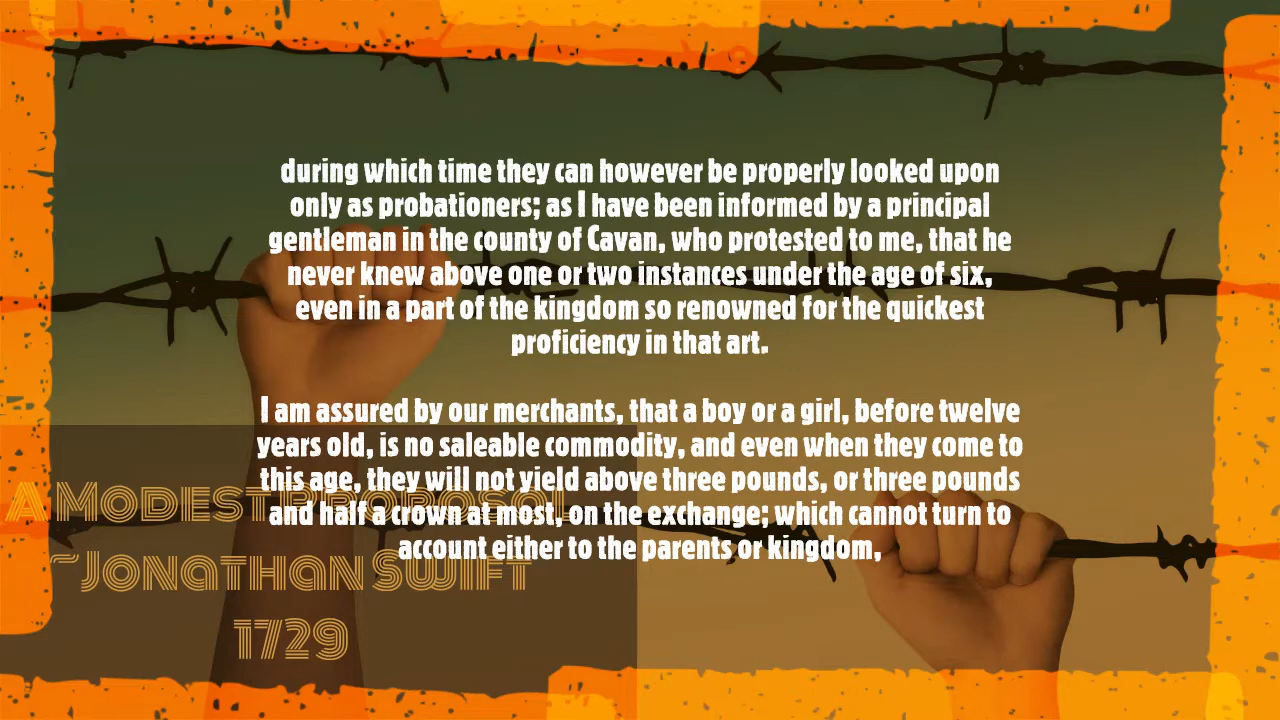 during which time they can however be properly looked upon
only as probationers; as I have been informed by a principal
gentleman in the county of Cavan, who protested to me, that he
never knew above one or two instances under the age of six,
even in a part of the kingdom so renowned for the quickest
proficiency in that art.
I am assured by our merchants, that a boy or a girl, before twelve
years old, is no saleable commodity, and even when they come to
this age, they will not yield above three pounds, or three pounds
and half a crown at most, on the exchange; which cannot turn to
account either to the parents or kingdom,
A Modest Proposal
~Jonathan Swift
1729